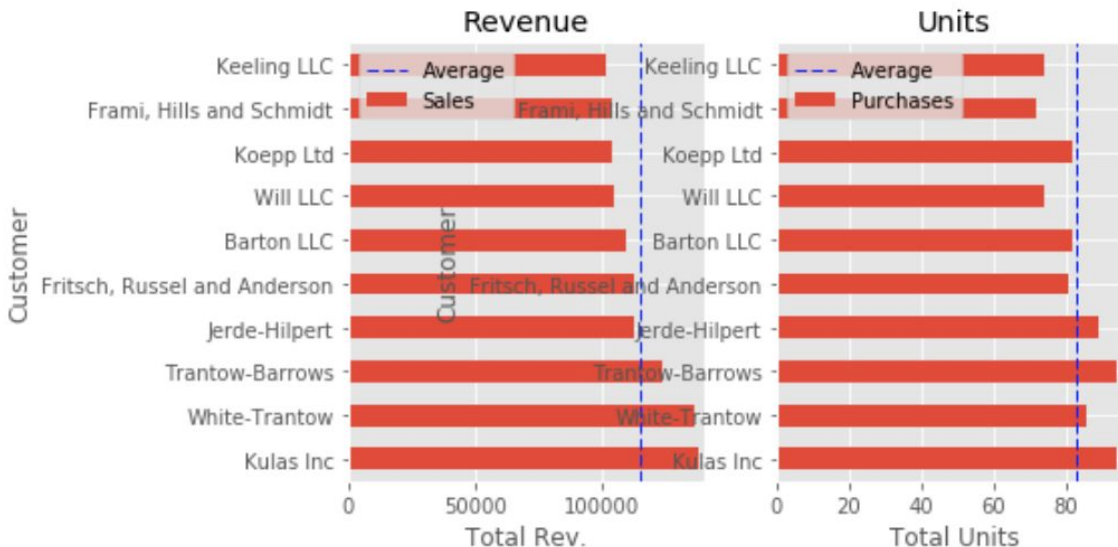 Revenue
Keeling LLC
Frami, Hills and Schmidt
Koepp Ltd
Will LLC
Barton LLC
Fritsch, Russel and Anderson
Jerde-Hilpert
Trantow-Barrows
White-Trantow
Kulas Inc
Customer
Average
Sales
0
50000
100000
Total Rev.
Units
Keeling LLC
Frami, Hills and Schmidt
Koepp Ltd
Will LLC
Barton LLC
Fritsch, Russel and Anderson
Jerde-Hilpert
Trantow-Barrows
White-Trantow
Kulas Inc
Customer
Average
Purchases
0
20
40
60
80
Total Units